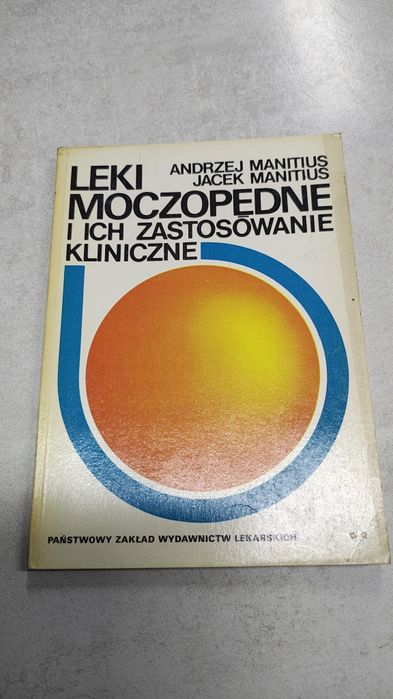 LEKI
ANDRZEJ MANITIUS
JACEK MANITIUS
MOCZOPĘDNE
I ICH ZASTOSOWANIE
KLINICZNE
PAŃSTWOWY ZAKŁAD WYDAWNICTW LEKARSKICH